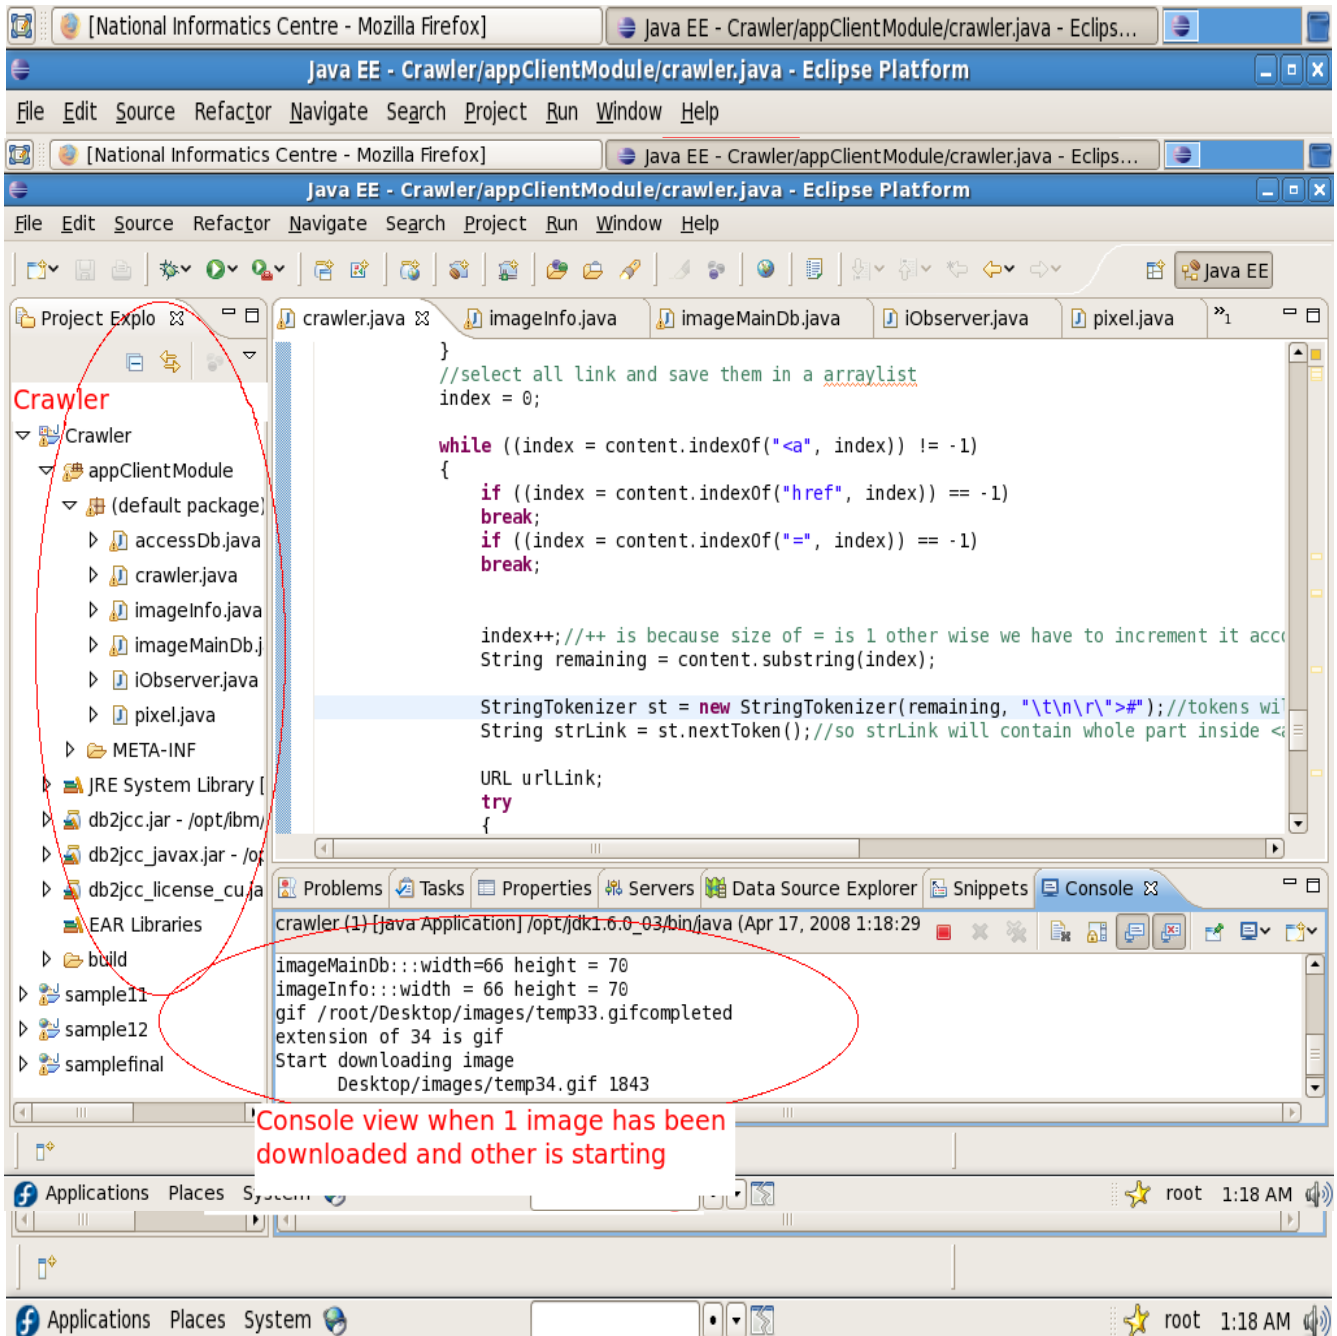 [National Informatics Centre - Mozilla Firefox]
Java EE - Crawler/appClientModule/crawler.java - Eclips...
Java EE - Crawler/appClientModule/crawler.java - Eclipse Platform
File Edit Source Refactor Navigate Search Project Run Window Help
[National Informatics Centre - Mozilla Firefox]
Java EE - Crawler/appClientModule/crawler.java - Eclips...
Java EE - Crawler/appClientModule/crawler.java - Eclipse Platform
File Edit Source Refactor Navigate Search Project Run Window Help
Java EE
Project Explo
Crawler
Crawler
appClientModule
(default package)
accessDb.java
crawler.java
imageInfo.java
imageMainDb.j
iObserver.java
pixel.java
META-INF
JRE System Library [
db2jcc.jar - /opt/ibm/
db2jcc_javax.jar - /op
db2jcc_license_cu.ja
EAR Libraries
build
sample11
sample12
samplefinal
crawler.java imageInfo.java imageMainDb.java iObserver.java pixel.java »1
}
//select all link and save them in a arraylist
index = 0;
while ((index = content.indexOf("<a", index)) != -1)
{
if ((index = content.indexOf("href", index)) == -1)
break;
if ((index = content.indexOf("=", index)) == -1)
break;
index++;//++ is because size of = is 1 other wise we have to increment it acco
String remaining = content.substring(index);
StringTokenizer st = new StringTokenizer(remaining, "\t\n\r\">#");//tokens wil
String strLink = st.nextToken();//so strLink will contain whole part inside <a
URL urlLink;
try
{
Problems Tasks Properties Servers Data Source Explorer Snippets Console
crawler (1) [Java Application] /opt/jdk1.6.0_03/bin/java (Apr 17, 2008 1:18:29
imageMainDb:::width=66 height = 70
imageInfo:::width = 66 height = 70
gif /root/Desktop/images/temp33.gifcompleted
extension of 34 is gif
Start downloading image
Desktop/images/temp34.gif 1843
Console view when 1 image has been
downloaded and other is starting
Applications Places System root 1:18 AM
Applications Places System root 1:18 AM